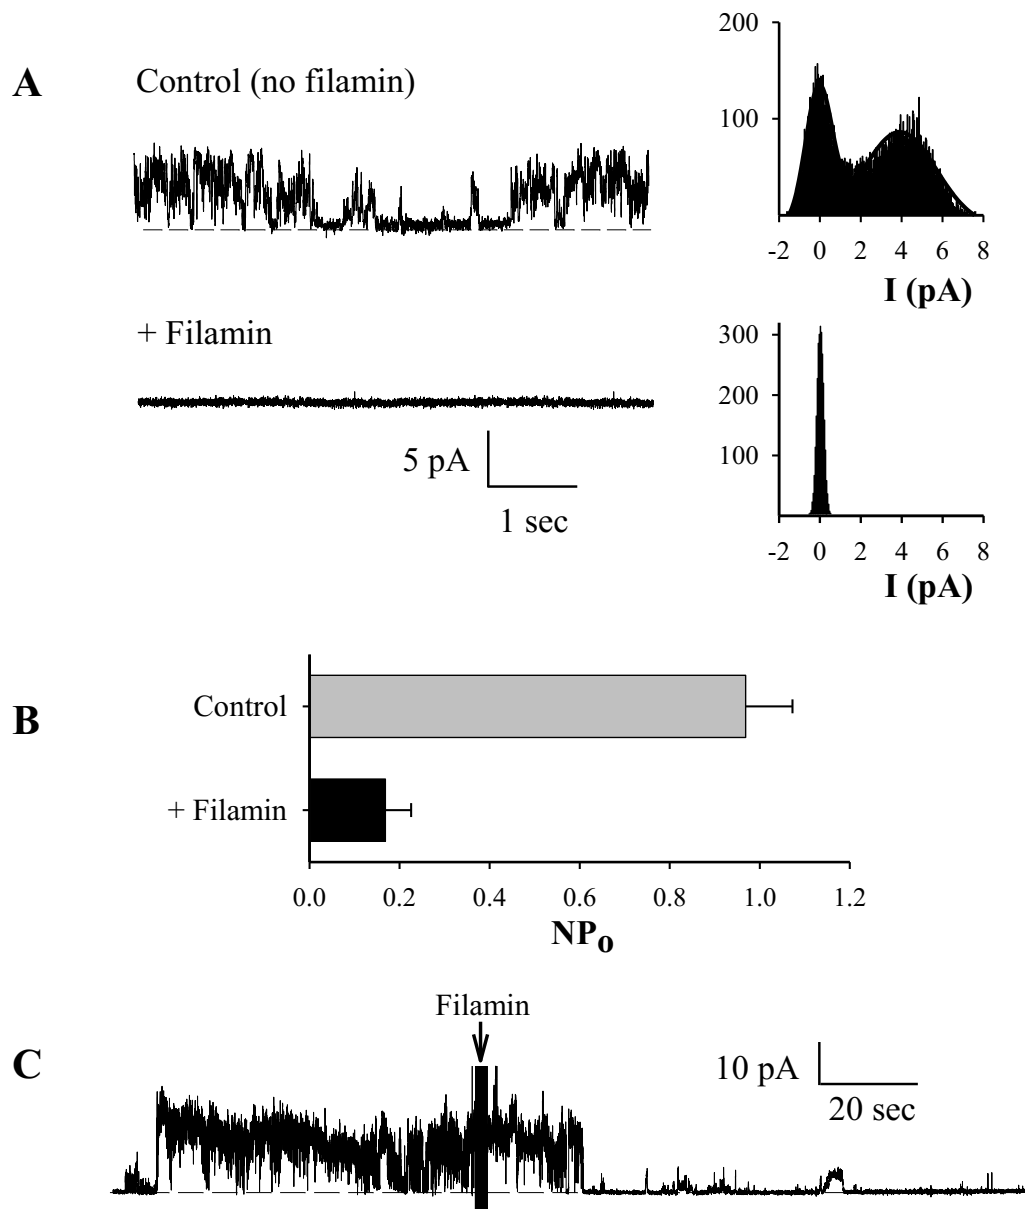 A
Control (no filamin)
200
100
-2 0 2 4 6 8
I (pA)
+ Filamin
5 pA
1 sec
300
200
100
-2 0 2 4 6 8
I (pA)
B
Control
+ Filamin
0.0 0.2 0.4 0.6 0.8 1.0 1.2
NPo
C
Filamin
10 pA
20 sec